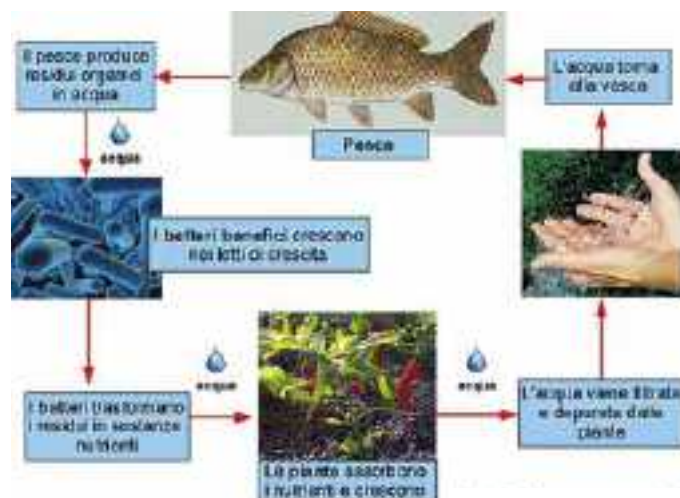 Il pesce produce
residui organici
in acqua
Pesce
L'acqua torna
alla vasca
acqua
I batteri benefici crescono
nei letti di crescita
acqua
acqua
I batteri trasformano
i residui in sostanze
nutrienti
Le piante assorbono
i nutrienti e crescono
L'acqua viene filtrata
e depurata dalle
piante